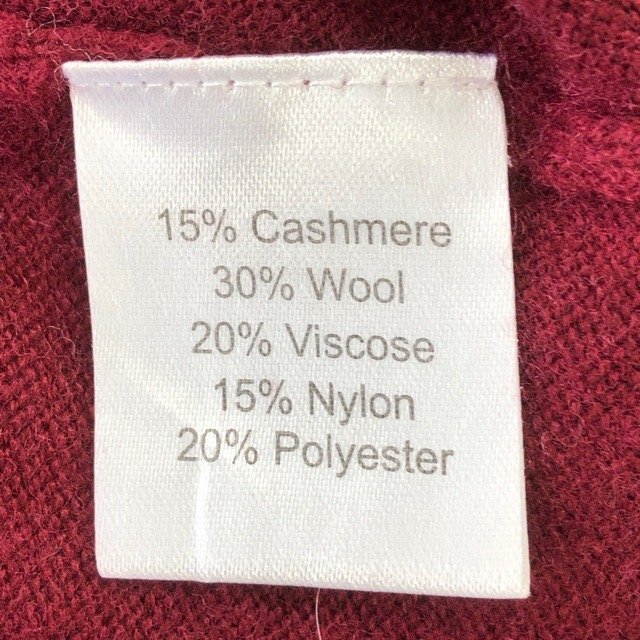 15% Cashmere
30% Wool
20% Viscose
15% Nylon
20% Polyester